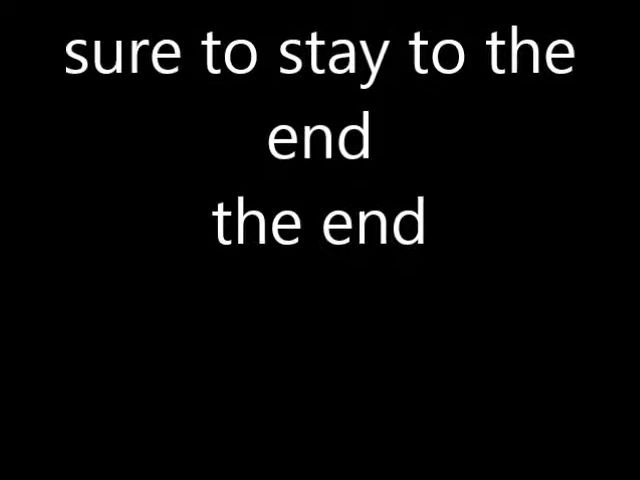 sure to stay to the
end
the end